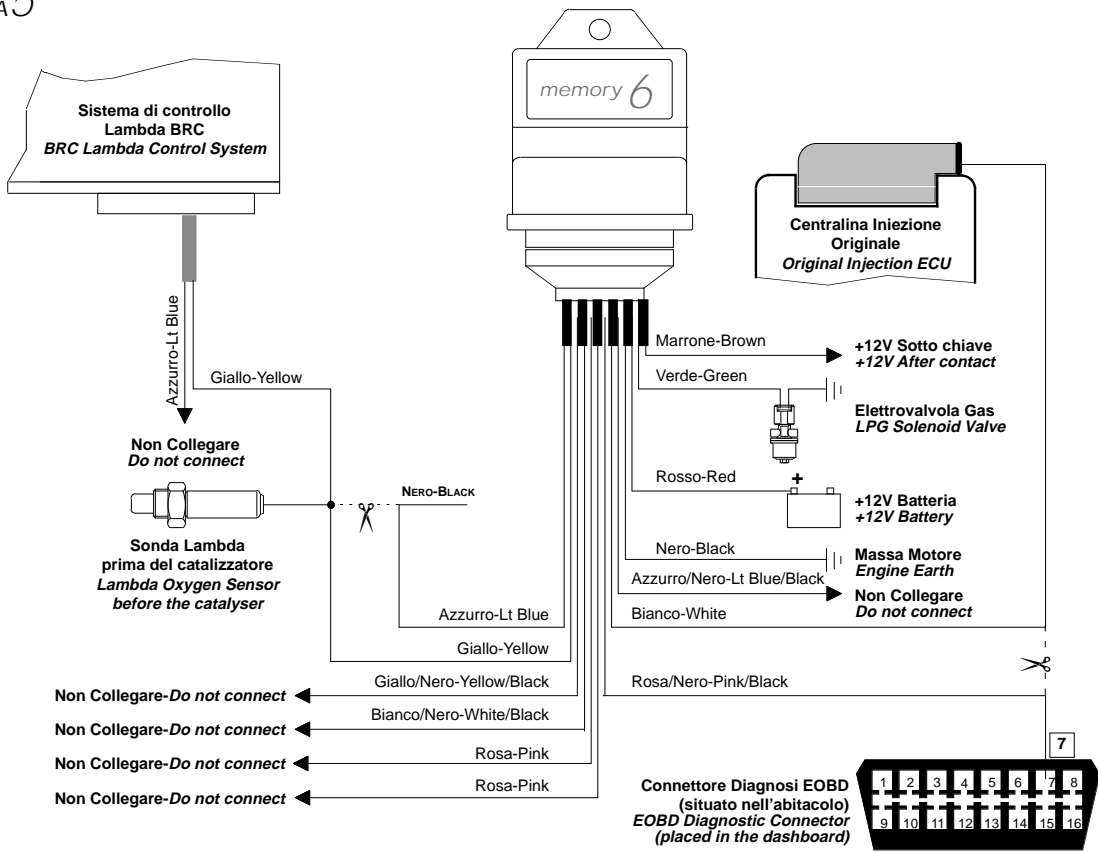 Sistema di controllo
Lambda BRC
BRC Lambda Control System
memory 6
Centralina Iniezione
Originale
Original Injection ECU
Azzurro-Lt Blue
Giallo-Yellow
Non Collegare
Do not connect
Marrone-Brown
+12V Sotto chiave
+12V After contact
Verde-Green
Elettrovalvola Gas
LPG Solenoid Valve
Rosso-Red
+
+12V Batteria
+12V Battery
NERO-BLACK
Sonda Lambda
prima del catalizzatore
Lambda Oxygen Sensor
before the catalyser
Nero-Black
Massa Motore
Engine Earth
Azzurro/Nero-Lt Blue/Black
Non Collegare
Do not connect
Azzurro-Lt Blue
Bianco-White
Giallo-Yellow
Giallo/Nero-Yellow/Black
Non Collegare-Do not connect
Rosa/Nero-Pink/Black
Bianco/Nero-White/Black
Non Collegare-Do not connect
Rosa-Pink
Non Collegare-Do not connect
Rosa-Pink
Non Collegare-Do not connect
7
Connettore Diagnosi EOBD
(situato nell'abitacolo)
EOBD Diagnostic Connector
(placed in the dashboard)
1 2 3 4 5 6 7 8
9 10 11 12 13 14 15 16